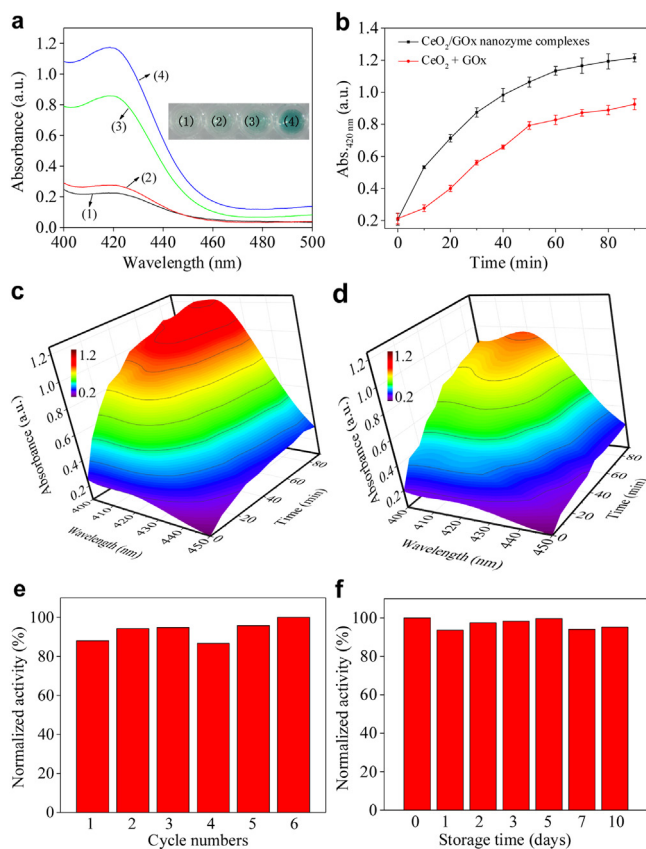 a
1.2
1.0
0.8
0.6
0.4
0.2
0.0
Absorbance (a.u.)
(4)
(3)
(2)
(1)
(1) (2) (3) (4)
400 420 440 460 480 500
Wavelength (nm)
b
1.4
1.2
1.0
0.8
0.6
0.4
0.2
Abs.420 nm (a.u.)
CeO2/GOx nanozyme complexes
CeO2 + GOx
0 20 40 60 80
Time (min)
c
1.2
1.0
0.8
0.6
0.4
0.2
Absorbance (a.u.)
1.2
0.2
400 410 420 430 440 450
Wavelength (nm)
0 20 40 60 80
Time (min)
d
1.2
1.0
0.8
0.6
0.4
0.2
Absorbance (a.u.)
1.2
0.2
400 410 420 430 440 450
Wavelength (nm)
0 20 40 60 80
Time (min)
e
100
80
60
40
20
0
Normalized activity (%)
1 2 3 4 5 6
Cycle numbers
f
100
80
60
40
20
0
Normalized activity (%)
0 1 2 3 5 7 10
Storage time (days)